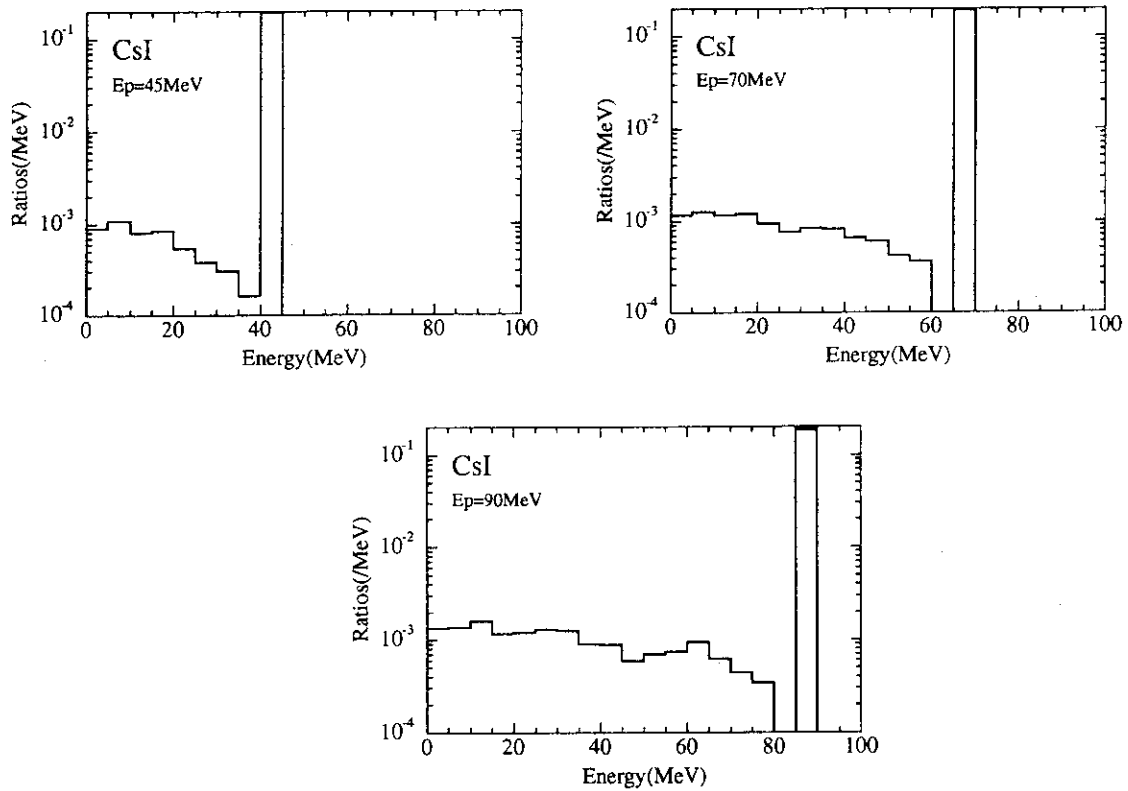 CsI
Ep=45MeV
Ratios(/MeV)
10⁻¹
10⁻²
10⁻³
10⁻⁴
0 20 40 60 80 100
Energy(MeV)
CsI
Ep=70MeV
Ratios(/MeV)
10⁻¹
10⁻²
10⁻³
10⁻⁴
0 20 40 60 80 100
Energy(MeV)
CsI
Ep=90MeV
Ratios(/MeV)
10⁻¹
10⁻²
10⁻³
10⁻⁴
0 20 40 60 80 100
Energy(MeV)